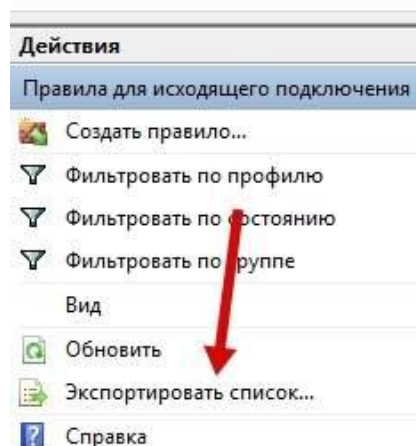 Действия
Правила для исходящего подключения
Создать правило...
Фильтровать по профилю
Фильтровать по состоянию
Фильтровать по группе
Вид
Обновить
Экспортировать список...
Справка